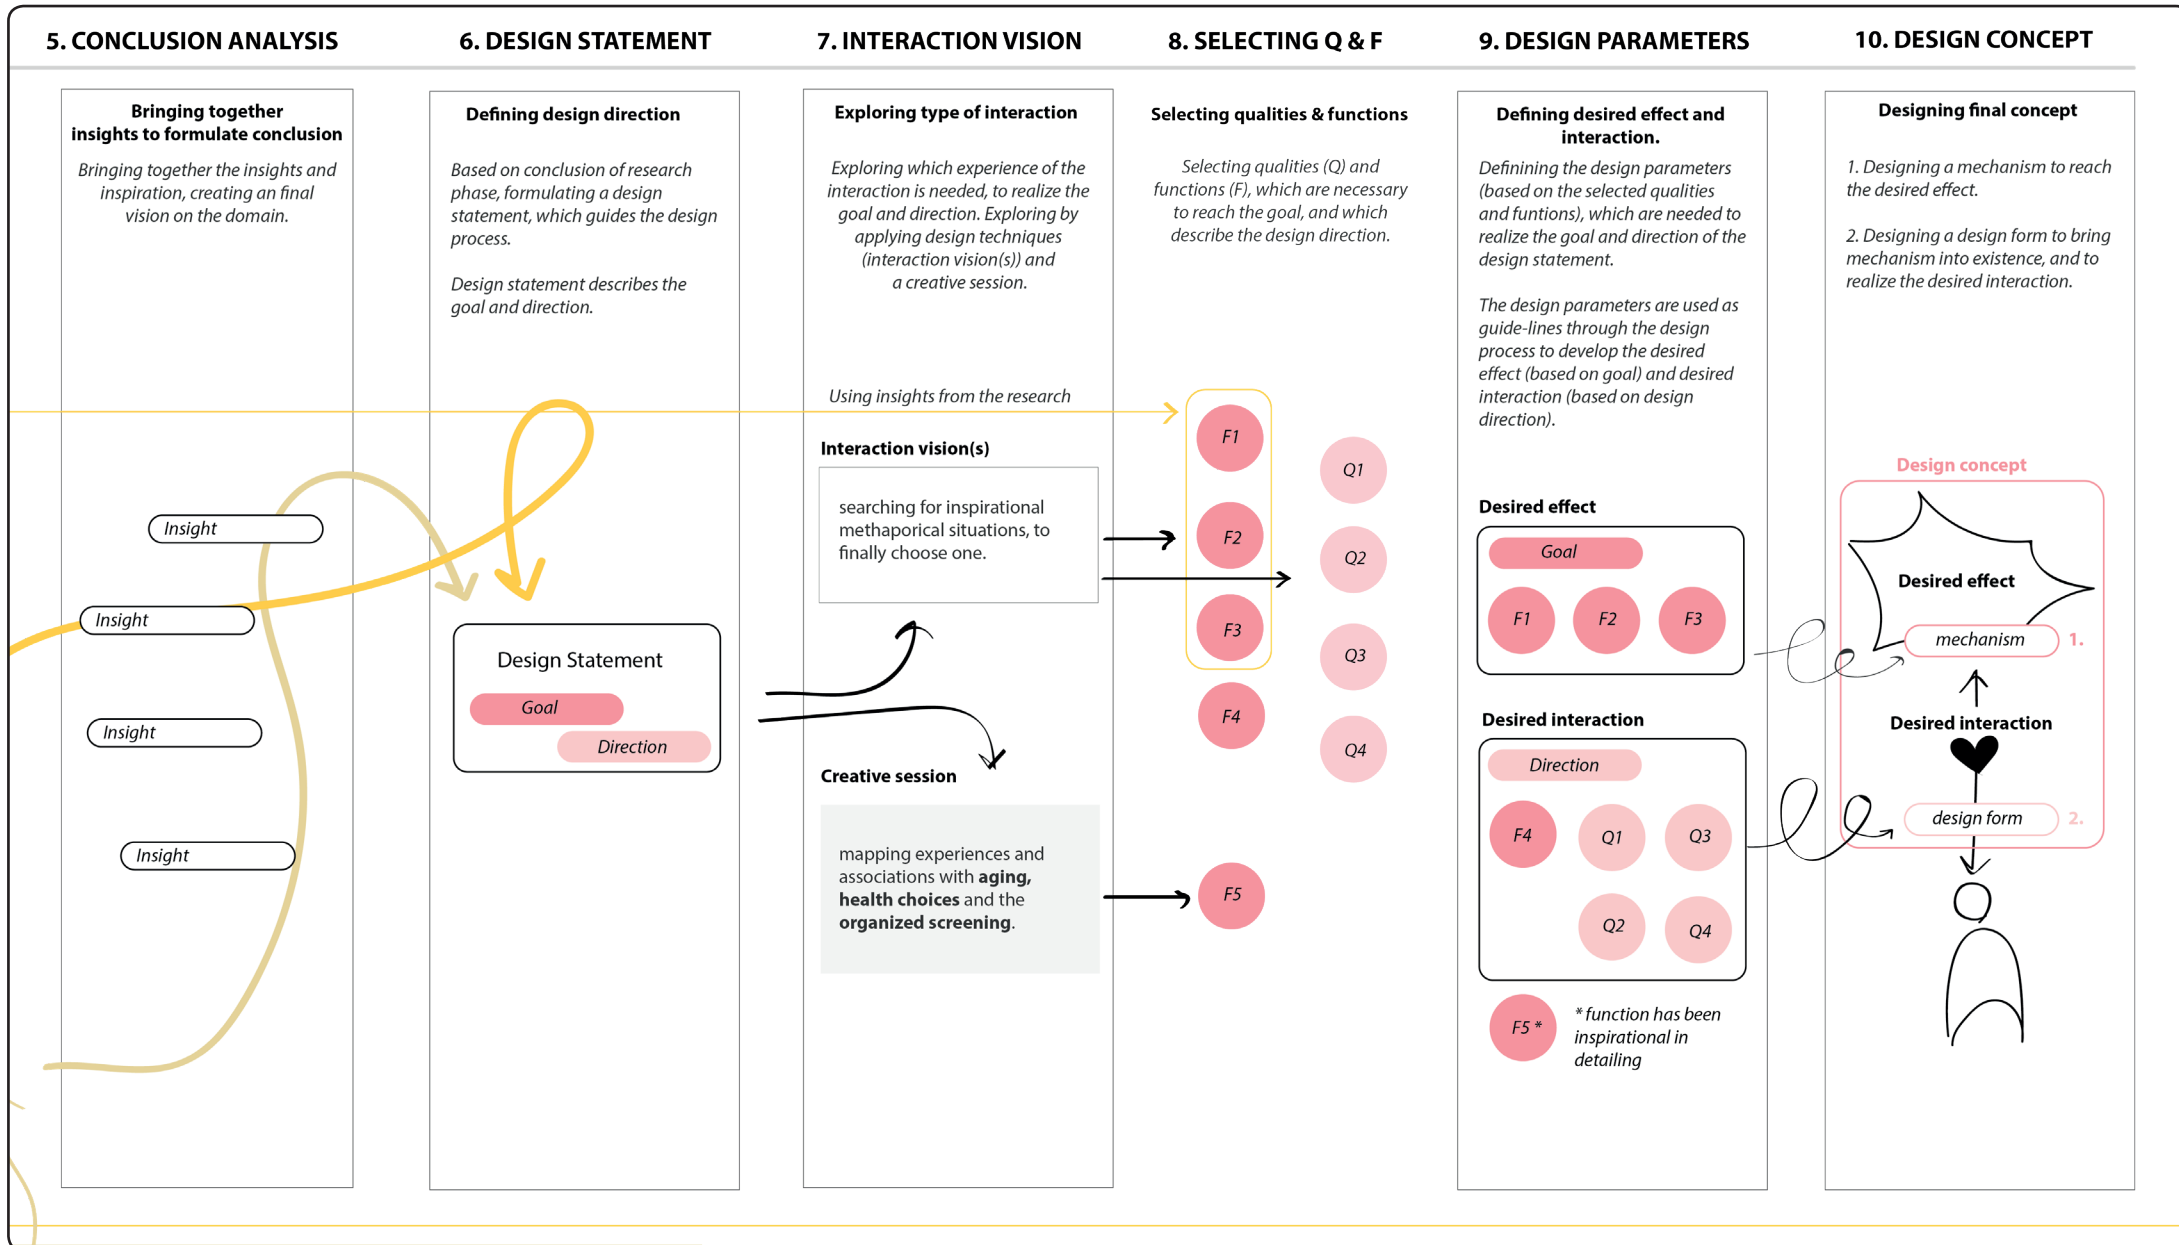 5. CONCLUSION ANALYSIS
Bringing together
insights to formulate conclusion
Bringing together the insights and
inspiration, creating an final
vision on the domain.
Insight
Insight
Insight
Insight
6. DESIGN STATEMENT
Defining design direction
Based on conclusion of research
phase, formulating a design
statement, which guides the design
process.
Design statement describes the
goal and direction.
Design Statement
Goal
Direction
7. INTERACTION VISION
Exploring type of interaction
Exploring which experience of the
interaction is needed, to realize the
goal and direction. Exploring by
applying design techniques
(interaction vision(s)) and
a creative session.
Using insights from the research
Interaction vision(s)
searching for inspirational
methaporical situations, to
finally choose one.
Creative session
mapping experiences and
associations with aging,
health choices and the
organized screening.
8. SELECTING Q & F
Selecting qualities & functions
Selecting qualities (Q) and
functions (F), which are necessary
to reach the goal, and which
describe the design direction.
F1
Q1
F2
Q2
F3
Q3
F4
Q4
F5
9. DESIGN PARAMETERS
Defining desired effect and
interaction.
Definining the design parameters
(based on the selected qualities
and funtions), which are needed to
realize the goal and direction of the
design statement.
The design parameters are used as
guide-lines through the design
process to develop the desired
effect (based on goal) and desired
interaction (based on design
direction).
Desired effect
Goal
F1 F2 F3
Desired interaction
Direction
F4 Q1 Q3
Q2 Q4
F5 *
* function has been
inspirational in
detailing
10. DESIGN CONCEPT
Designing final concept
1. Designing a mechanism to reach
the desired effect.
2. Designing a design form to bring
mechanism into existence, and to
realize the desired interaction.
Design concept
Desired effect
mechanism 1.
Desired interaction
design form 2.